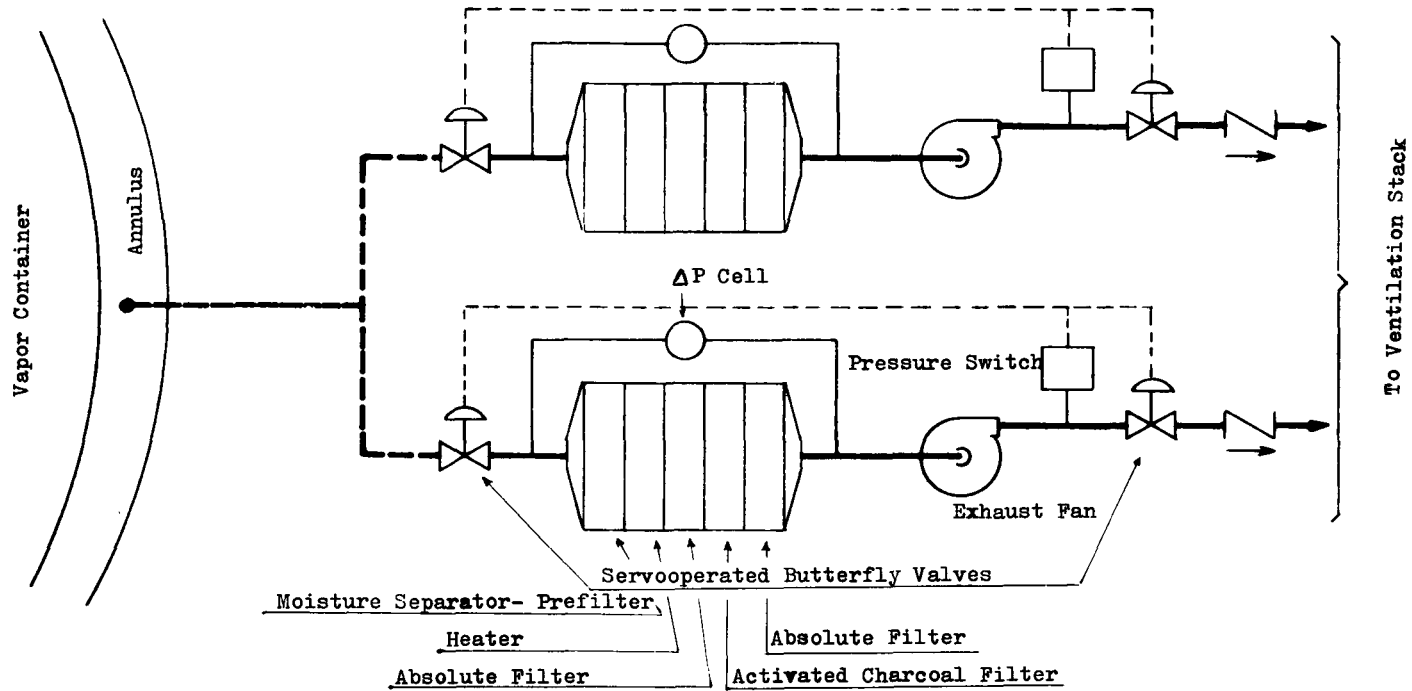 Vapor Container
Annulus
ΔP Cell
Pressure Switch
To Ventilation Stack
Exhaust Fan
Servooperated Butterfly Valves
Moisture Separator- Prefilter
Heater
Absolute Filter
Absolute Filter
Activated Charcoal Filter